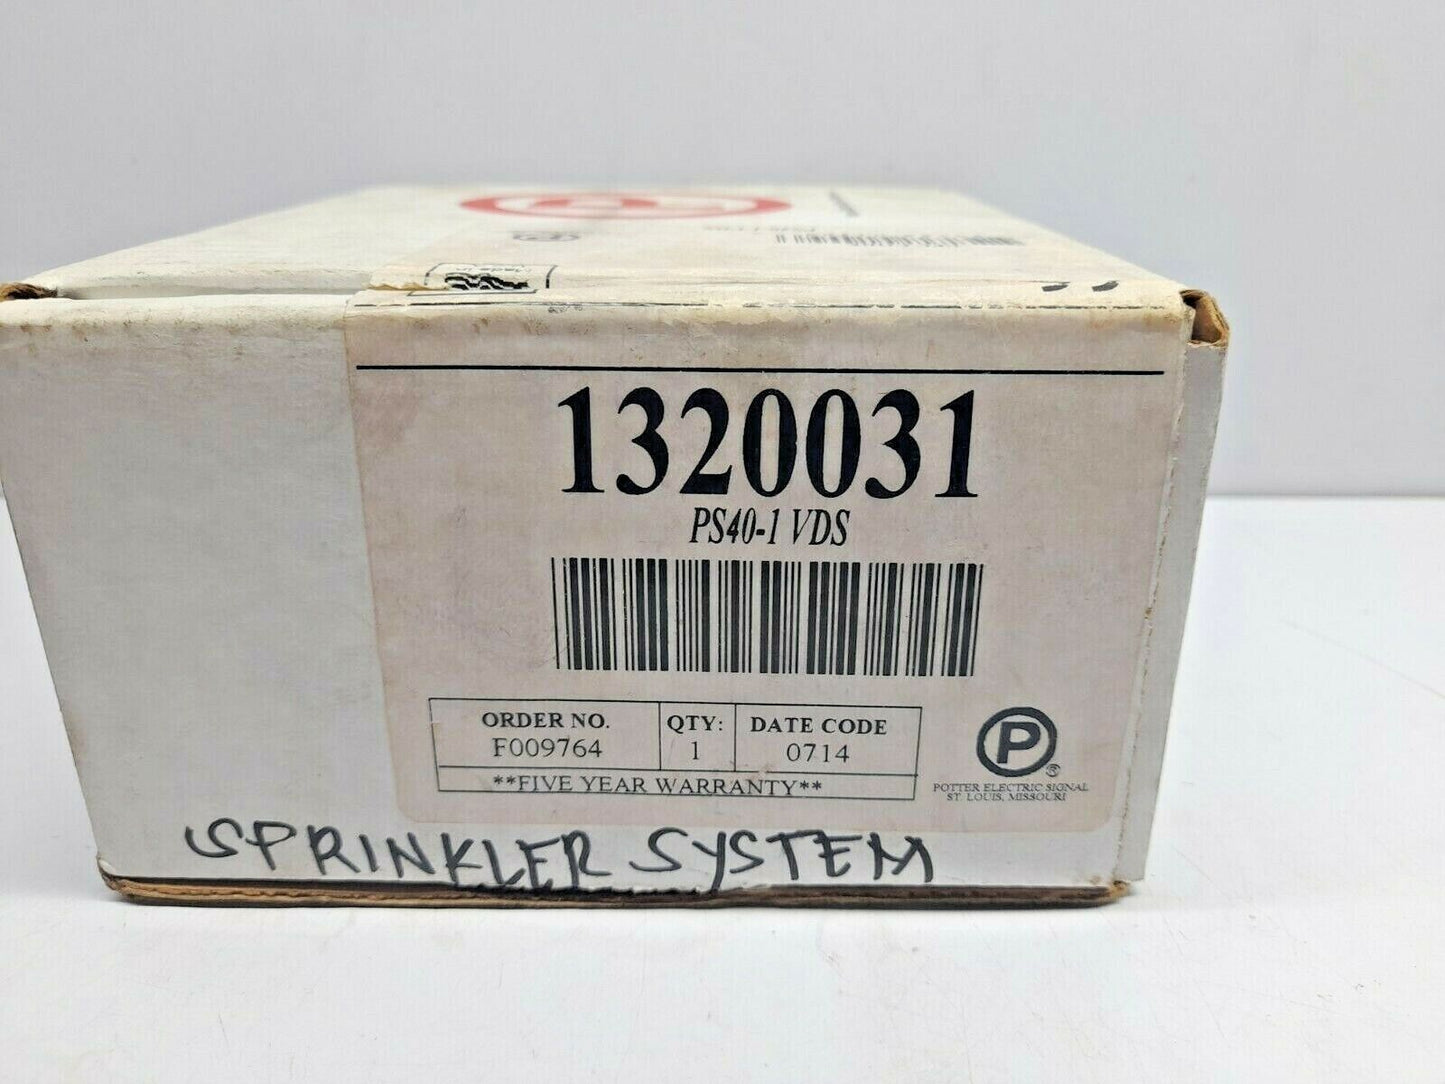 1320031
PS40-1 VDS
ORDER NO. QTY: DATE CODE
F009764 1 0714
**FIVE YEAR WARRANTY**
P ®
POTTER ELECTRIC SIGNAL
ST. LOUIS, MISSOURI
SPRINKLER SYSTEM